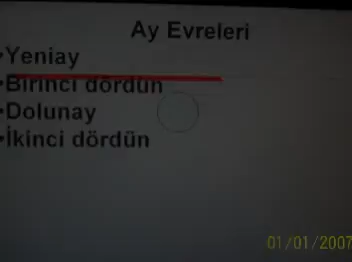 Ay Evreleri
•Yeniay
•Birinci dördün
•Dolunay
•İkinci dördün
01/01/2007